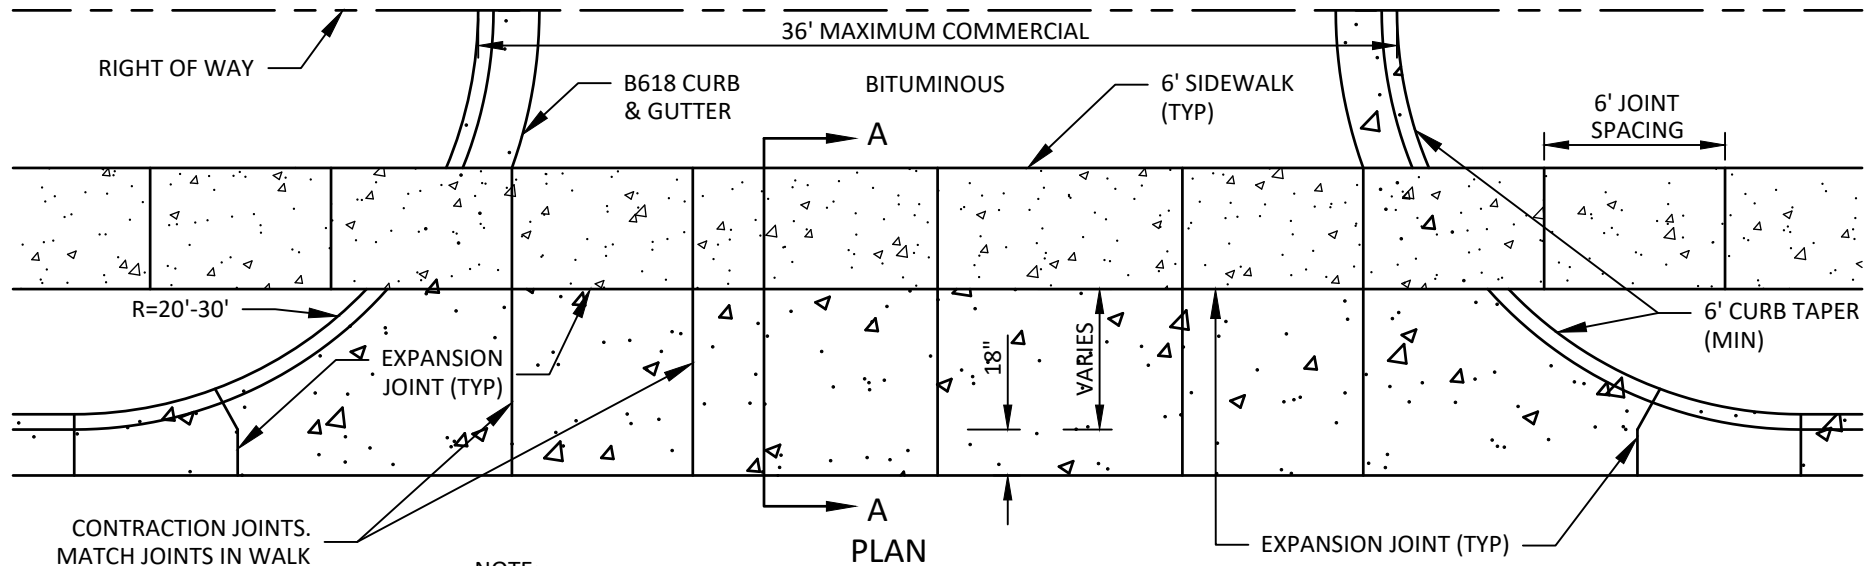 36' MAXIMUM COMMERCIAL
RIGHT OF WAY
B618 CURB
& GUTTER
BITUMINOUS
6' SIDEWALK
(TYP)
6' JOINT
SPACING
A
R=20'-30'
EXPANSION
JOINT (TYP)
18"
VARIES
6' CURB TAPER
(MIN)
CONTRACTION JOINTS.
MATCH JOINTS IN WALK
A
PLAN
EXPANSION JOINT (TYP)
NOTE